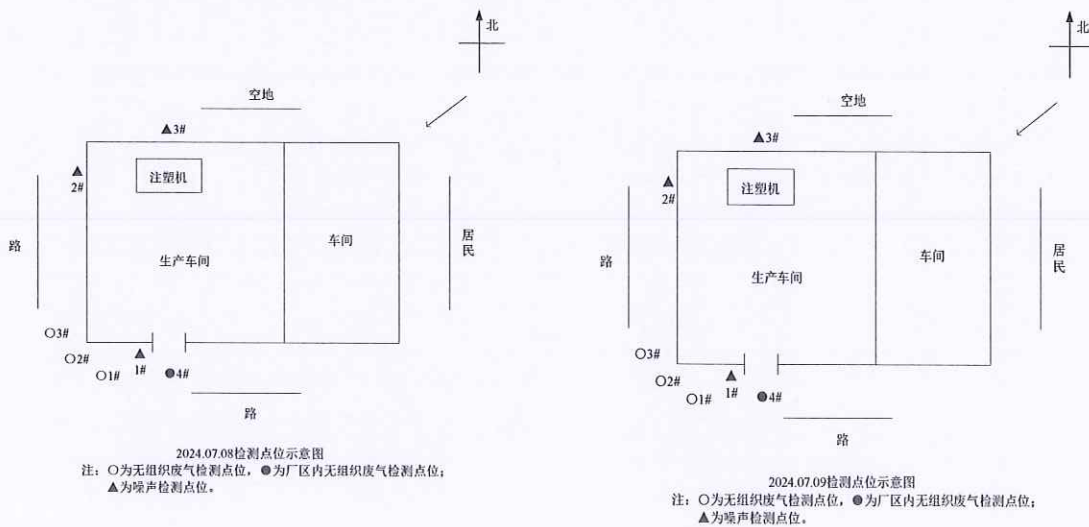 北
空地
▲3#
▲
2#
注塑机
路
生产车间
车间
居民
○3#
○2#
○1#
▲
1#
●4#
路
2024.07.08检测点位示意图
注：○为无组织废气检测点位，●为厂区内无组织废气检测点位；
▲为噪声检测点位。
北
空地
▲3#
▲
2#
注塑机
路
生产车间
车间
居民
○3#
○2#
○1#
▲
1#
●4#
路
2024.07.09检测点位示意图
注：○为无组织废气检测点位，●为厂区内无组织废气检测点位；
▲为噪声检测点位。